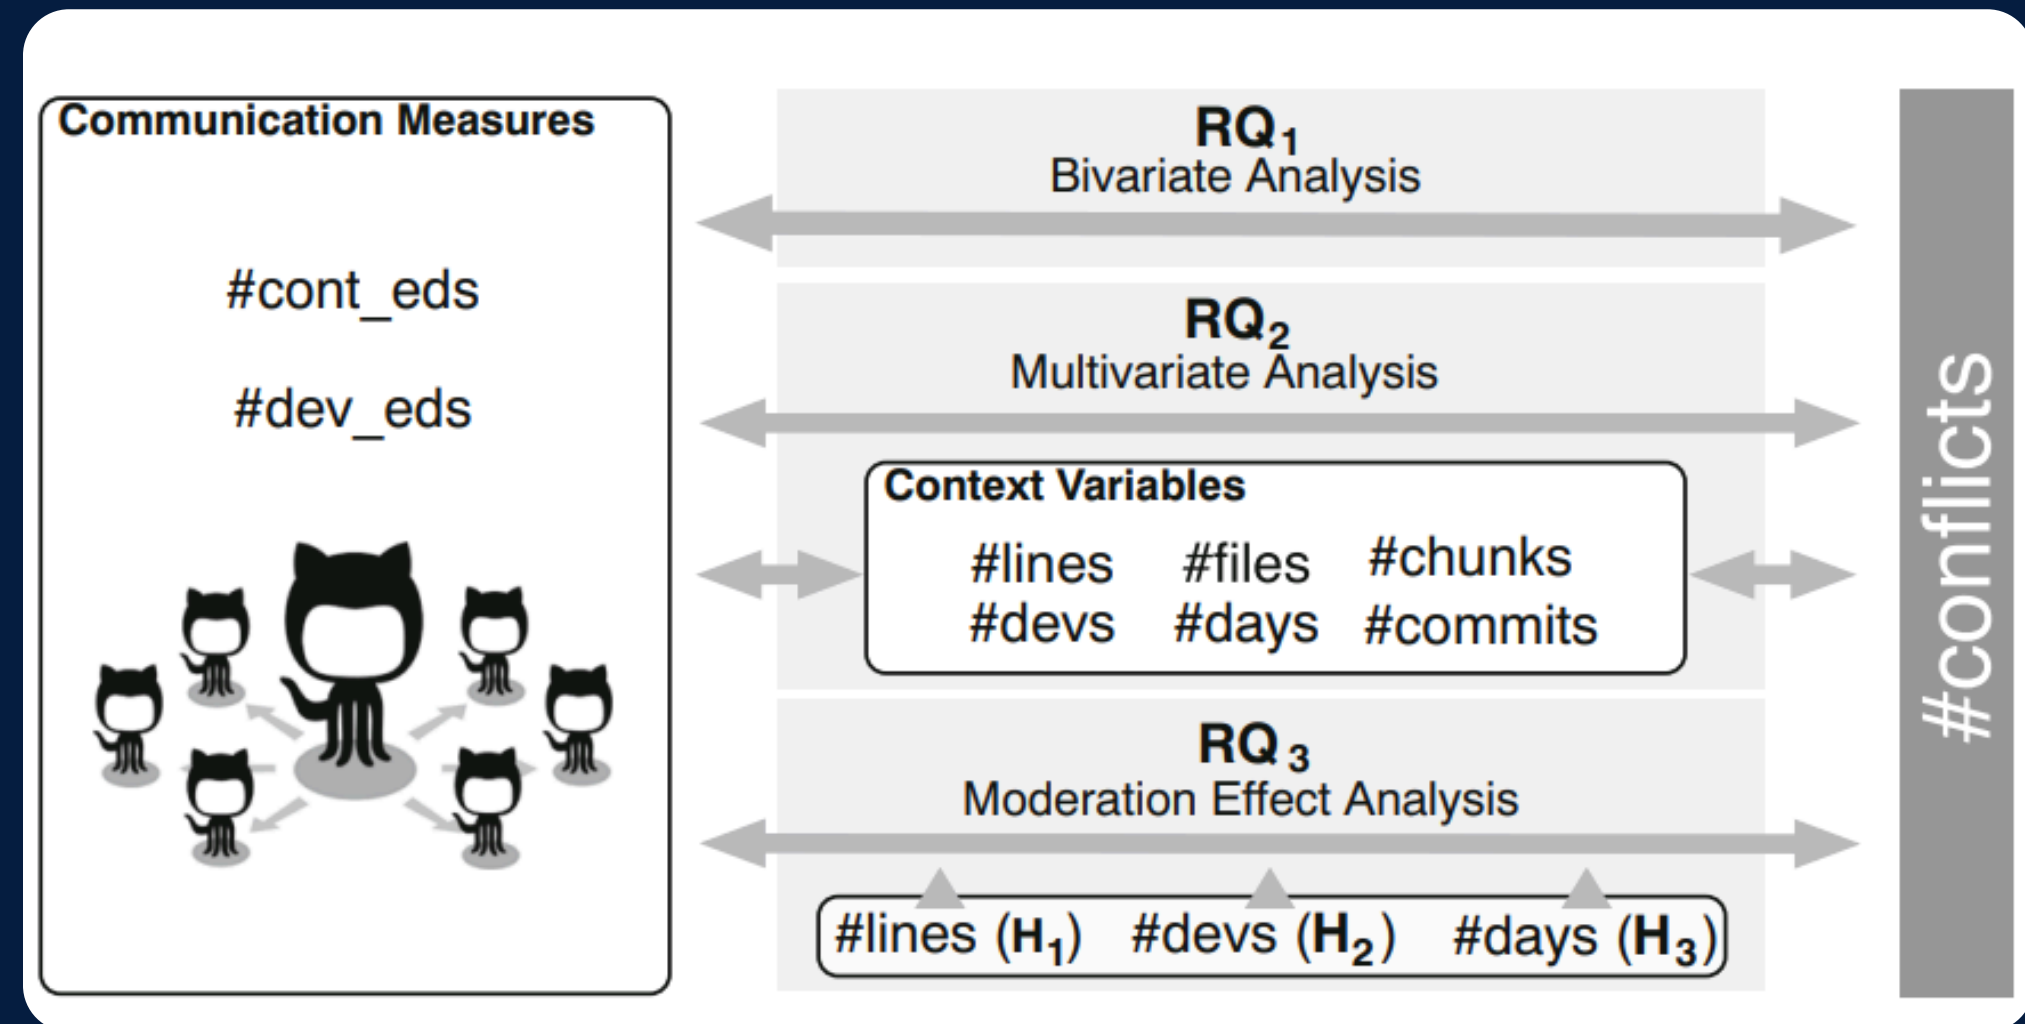 Communication Measures
#cont_eds
#dev_eds
RQ1
Bivariate Analysis
RQ2
Multivariate Analysis
Context Variables
#lines #files #chunks
#devs #days #commits
RQ3
Moderation Effect Analysis
#lines (H1) #devs (H2) #days (H3)
#conflicts